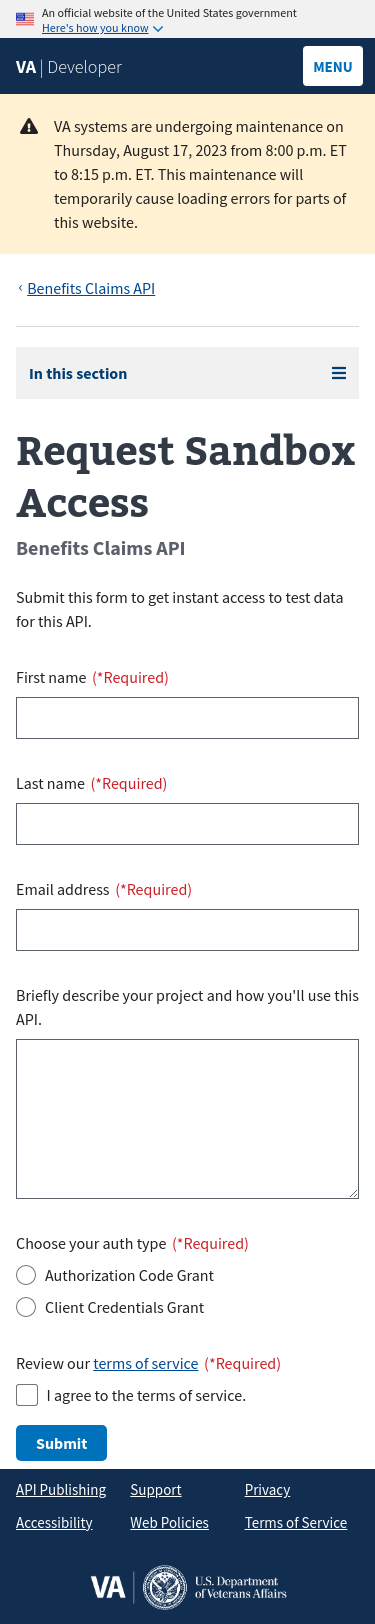 An official website of the United States government
Here's how you know
VA | Developer
MENU
VA systems are undergoing maintenance on
Thursday, August 17, 2023 from 8:00 p.m. ET
to 8:15 p.m. ET. This maintenance will
temporarily cause loading errors for parts of
this website.
‹ Benefits Claims API
In this section
Request Sandbox
Access
Benefits Claims API
Submit this form to get instant access to test data
for this API.
First name (*Required)
Last name (*Required)
Email address (*Required)
Briefly describe your project and how you'll use this
API.
Choose your auth type (*Required)
Authorization Code Grant
Client Credentials Grant
Review our terms of service (*Required)
I agree to the terms of service.
Submit
API Publishing Support Privacy
Accessibility Web Policies Terms of Service
VA | U.S. Department
of Veterans Affairs